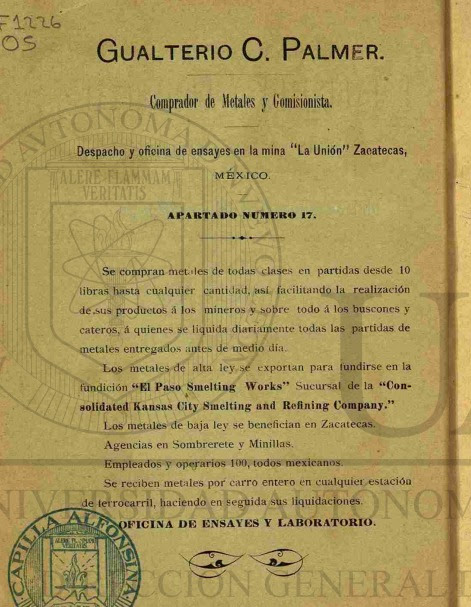 F1226
OS
GUALTERIO C. PALMER.
Comprador de Metales y Comisionista.
Despacho y oficina de ensayes en la mina "La Unión" Zacatecas,
MÉXICO.
APARTADO NUMERO 17.
Se compran metales de todas clases en partidas desde 10
libras hasta cualquier cantidad, así facilitando la realización
de sus productos á los mineros y sobre todo á los buscones y
cateros, á quienes se liquida diariamente todas las partidas de
metales entregados antes de medio día.
Los metales de alta ley se exportan para fundirse en la
fundición "El Paso Smelting Works" Sucursal de la "Con-
solidated Kansas City Smelting and Refining Company."
Los metales de baja ley se benefician en Zacatecas.
Agencias en Sombrerete y Minillas.
Empleados y operarios 100, todos mexicanos.
Se reciben metales por carro entero en cualquier estación
de ferrocarril, haciendo en seguida sus liquidaciones.
OFICINA DE ENSAYES Y LABORATORIO.
ALERE FLAMMAM
VERITATIS
CAPILLA ALFONSINA
DIRECCIÓN GENERAL